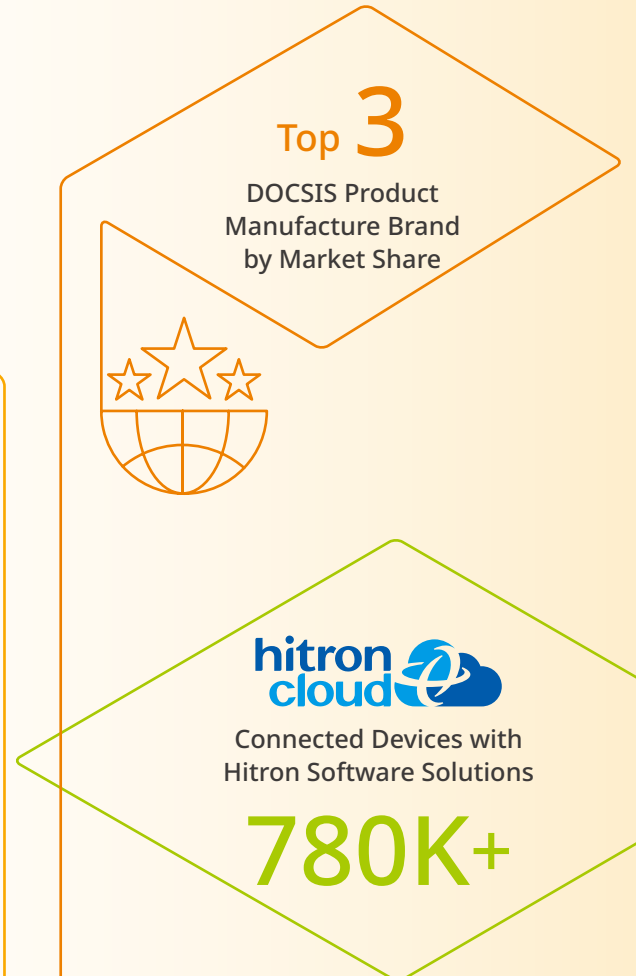 Top 3
DOCSIS Product
Manufacture Brand
by Market Share
hitron
cloud
Connected Devices with
Hitron Software Solutions
780K+